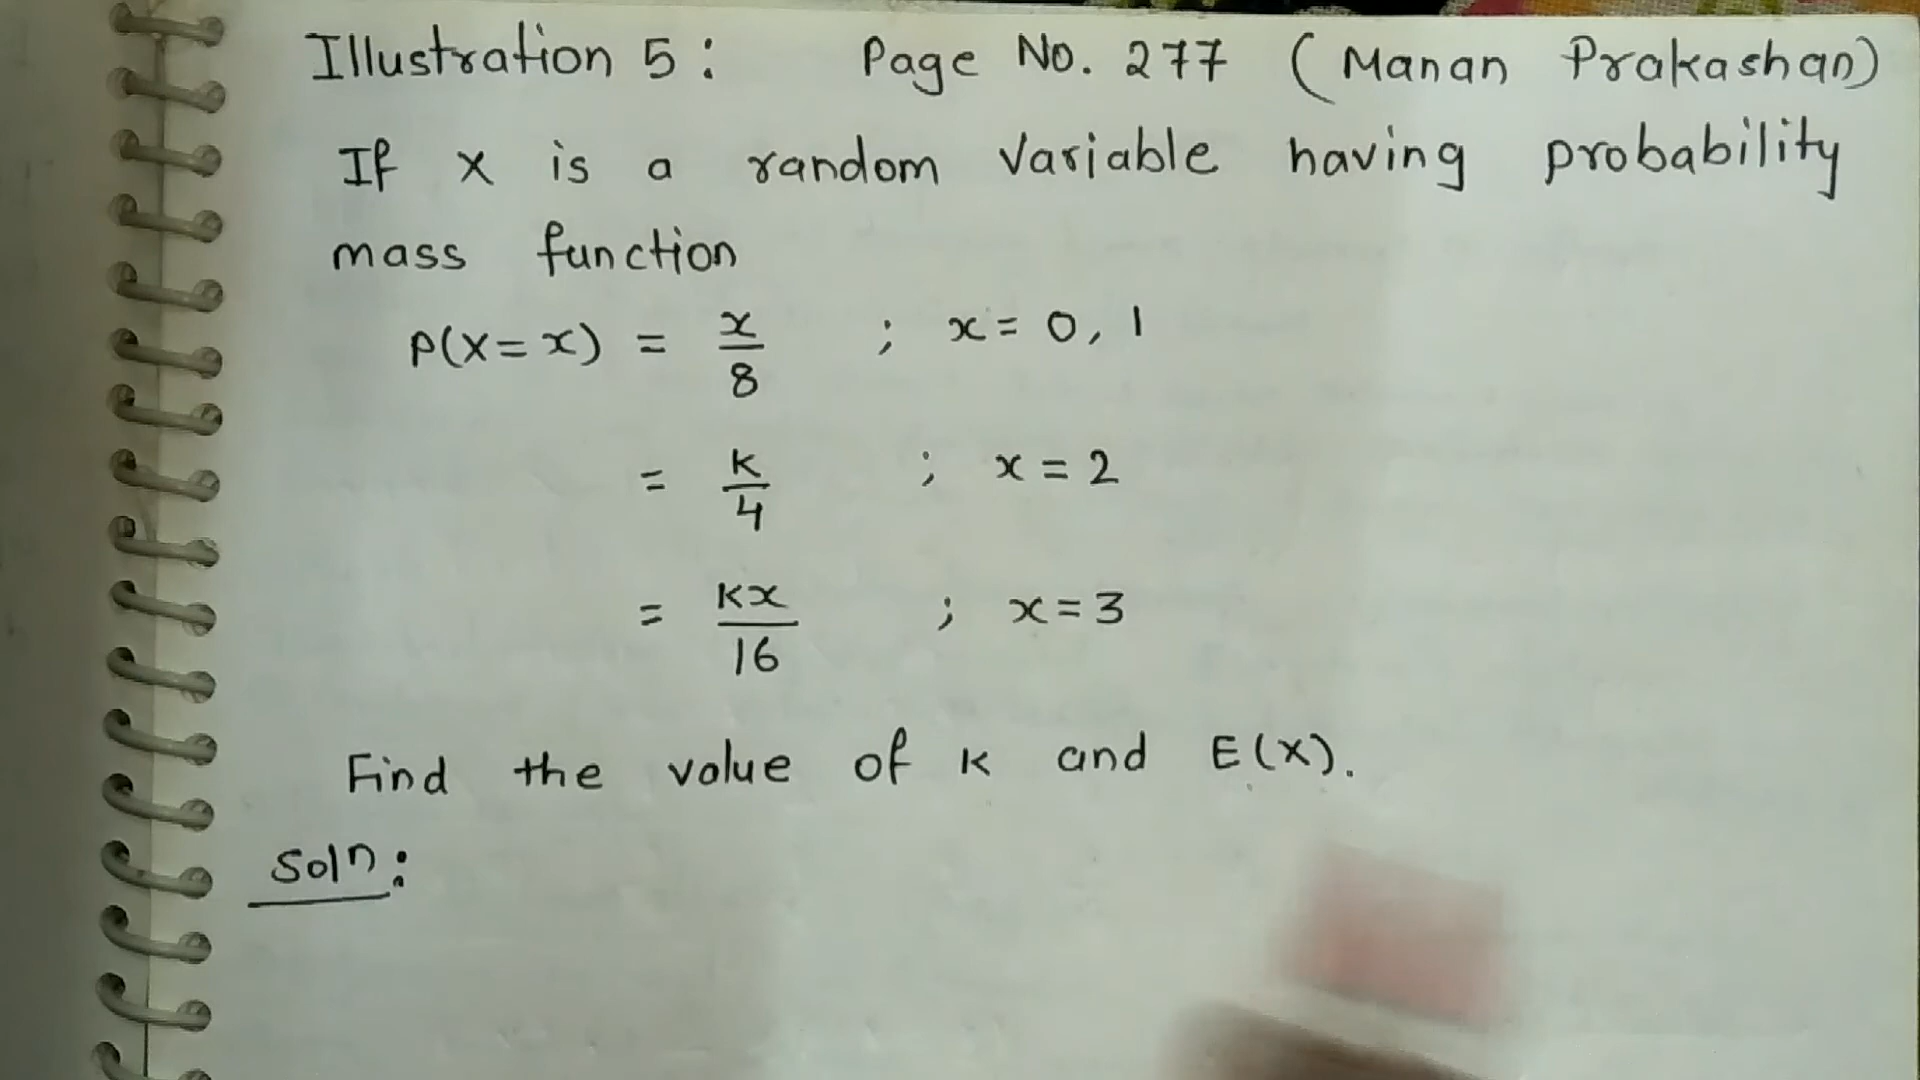 Illustration 5 : Page No. 277 ( Manan Prakashan)
If X is a random variable having probability
mass function
P(X = x) = x/8 ; x = 0, 1
= k/4 ; x = 2
= kx/16 ; x = 3
Find the value of k and E(X).
Soln :